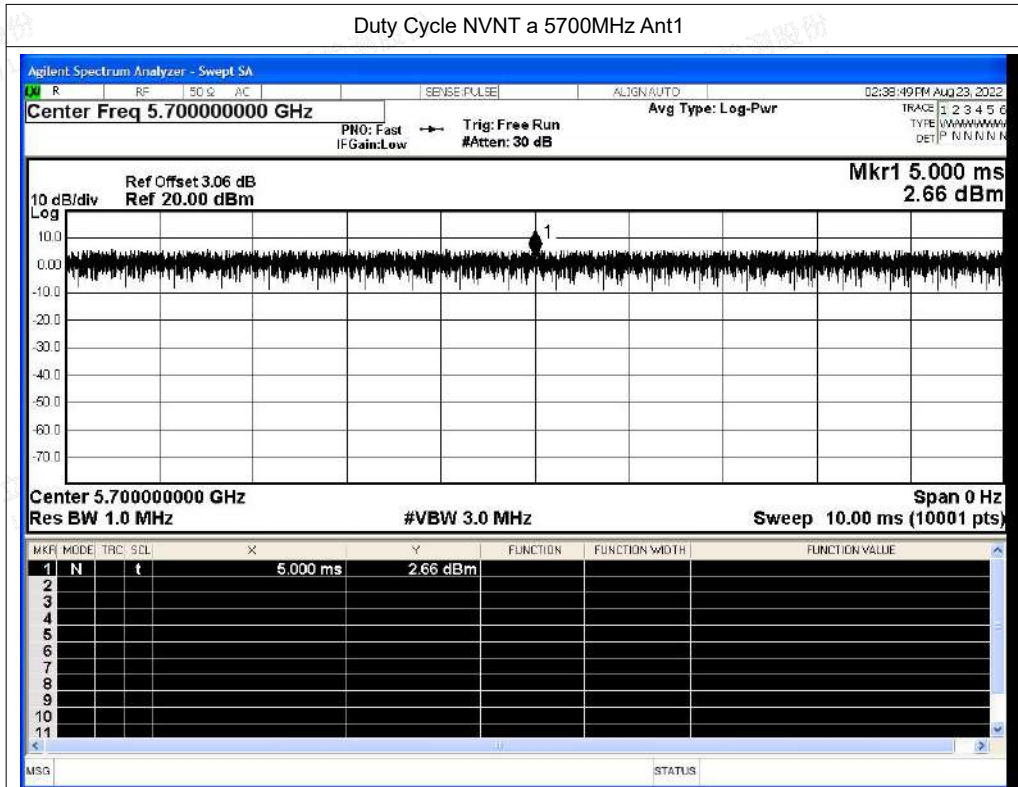 Duty Cycle NVNT a 5700MHz Ant1
Agilent Spectrum Analyzer - Swept SA
R RF 50 Ω AC SENSE:PULSE ALIGN AUTO 02:38:49 PM Aug 23, 2022
Center Freq 5.700000000 GHz Avg Type: Log-Pwr TRACE 1 2 3 4 5 6
PNO: Fast Trig: Free Run TYPE
IFGain:Low #Atten: 30 dB DET P N N N N N
Mkr1 5.000 ms
Ref Offset 3.06 dB
10 dB/div Ref 20.00 dBm 2.66 dBm
Log
10.0
1
0.00
-10.0
-20.0
-30.0
-40.0
-50.0
-60.0
-70.0
Center 5.700000000 GHz Span 0 Hz
Res BW 1.0 MHz #VBW 3.0 MHz Sweep 10.00 ms (10001 pts)
MKR MODE TRC SCL X Y FUNCTION FUNCTION WIDTH FUNCTION VALUE
1 N t 5.000 ms 2.66 dBm
2
3
4
5
6
7
8
9
10
11
MSG STATUS